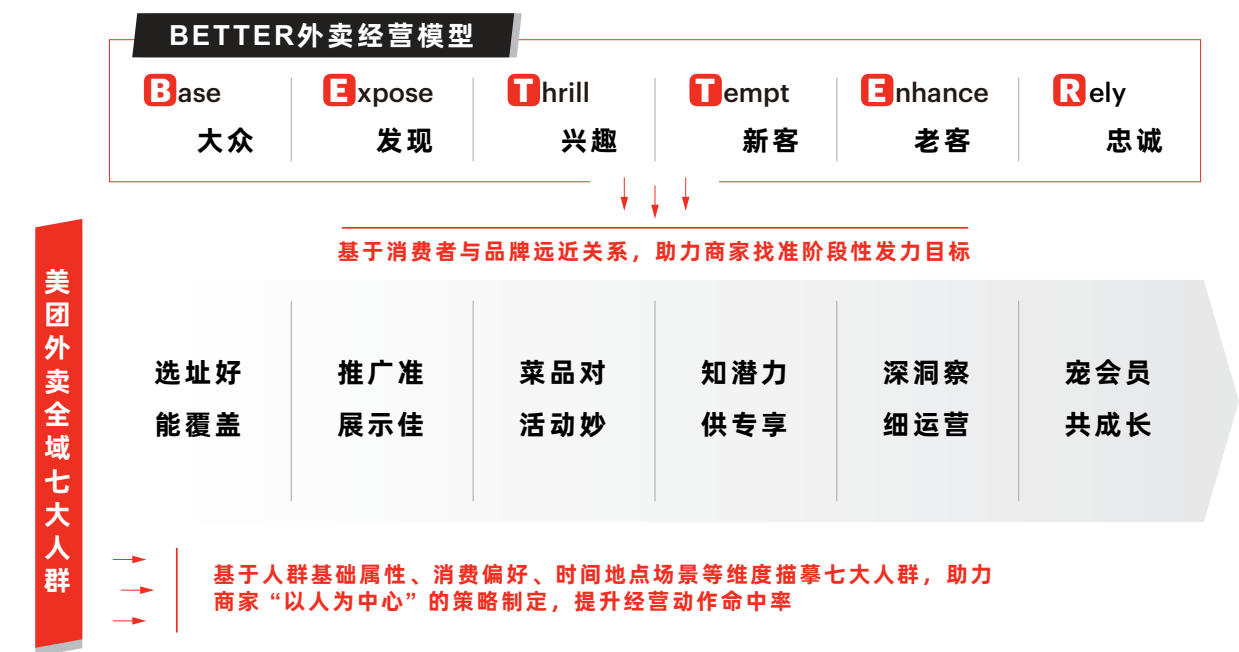 BETTER外卖经营模型
Base
Expose
Thrill
Tempt
Enhance
Rely
大众
发现
兴趣
新客
老客
忠诚
基于消费者与品牌远近关系，助力商家找准阶段性发力目标
美团外卖全域七大人群
选址好
推广准
菜品对
知潜力
深洞察
宠会员
能覆盖
展示佳
活动妙
供专享
细运营
共成长
基于人群基础属性、消费偏好、时间地点场景等维度描摹七大人群，助力
商家“以人为中心”的策略制定，提升经营动作命中率